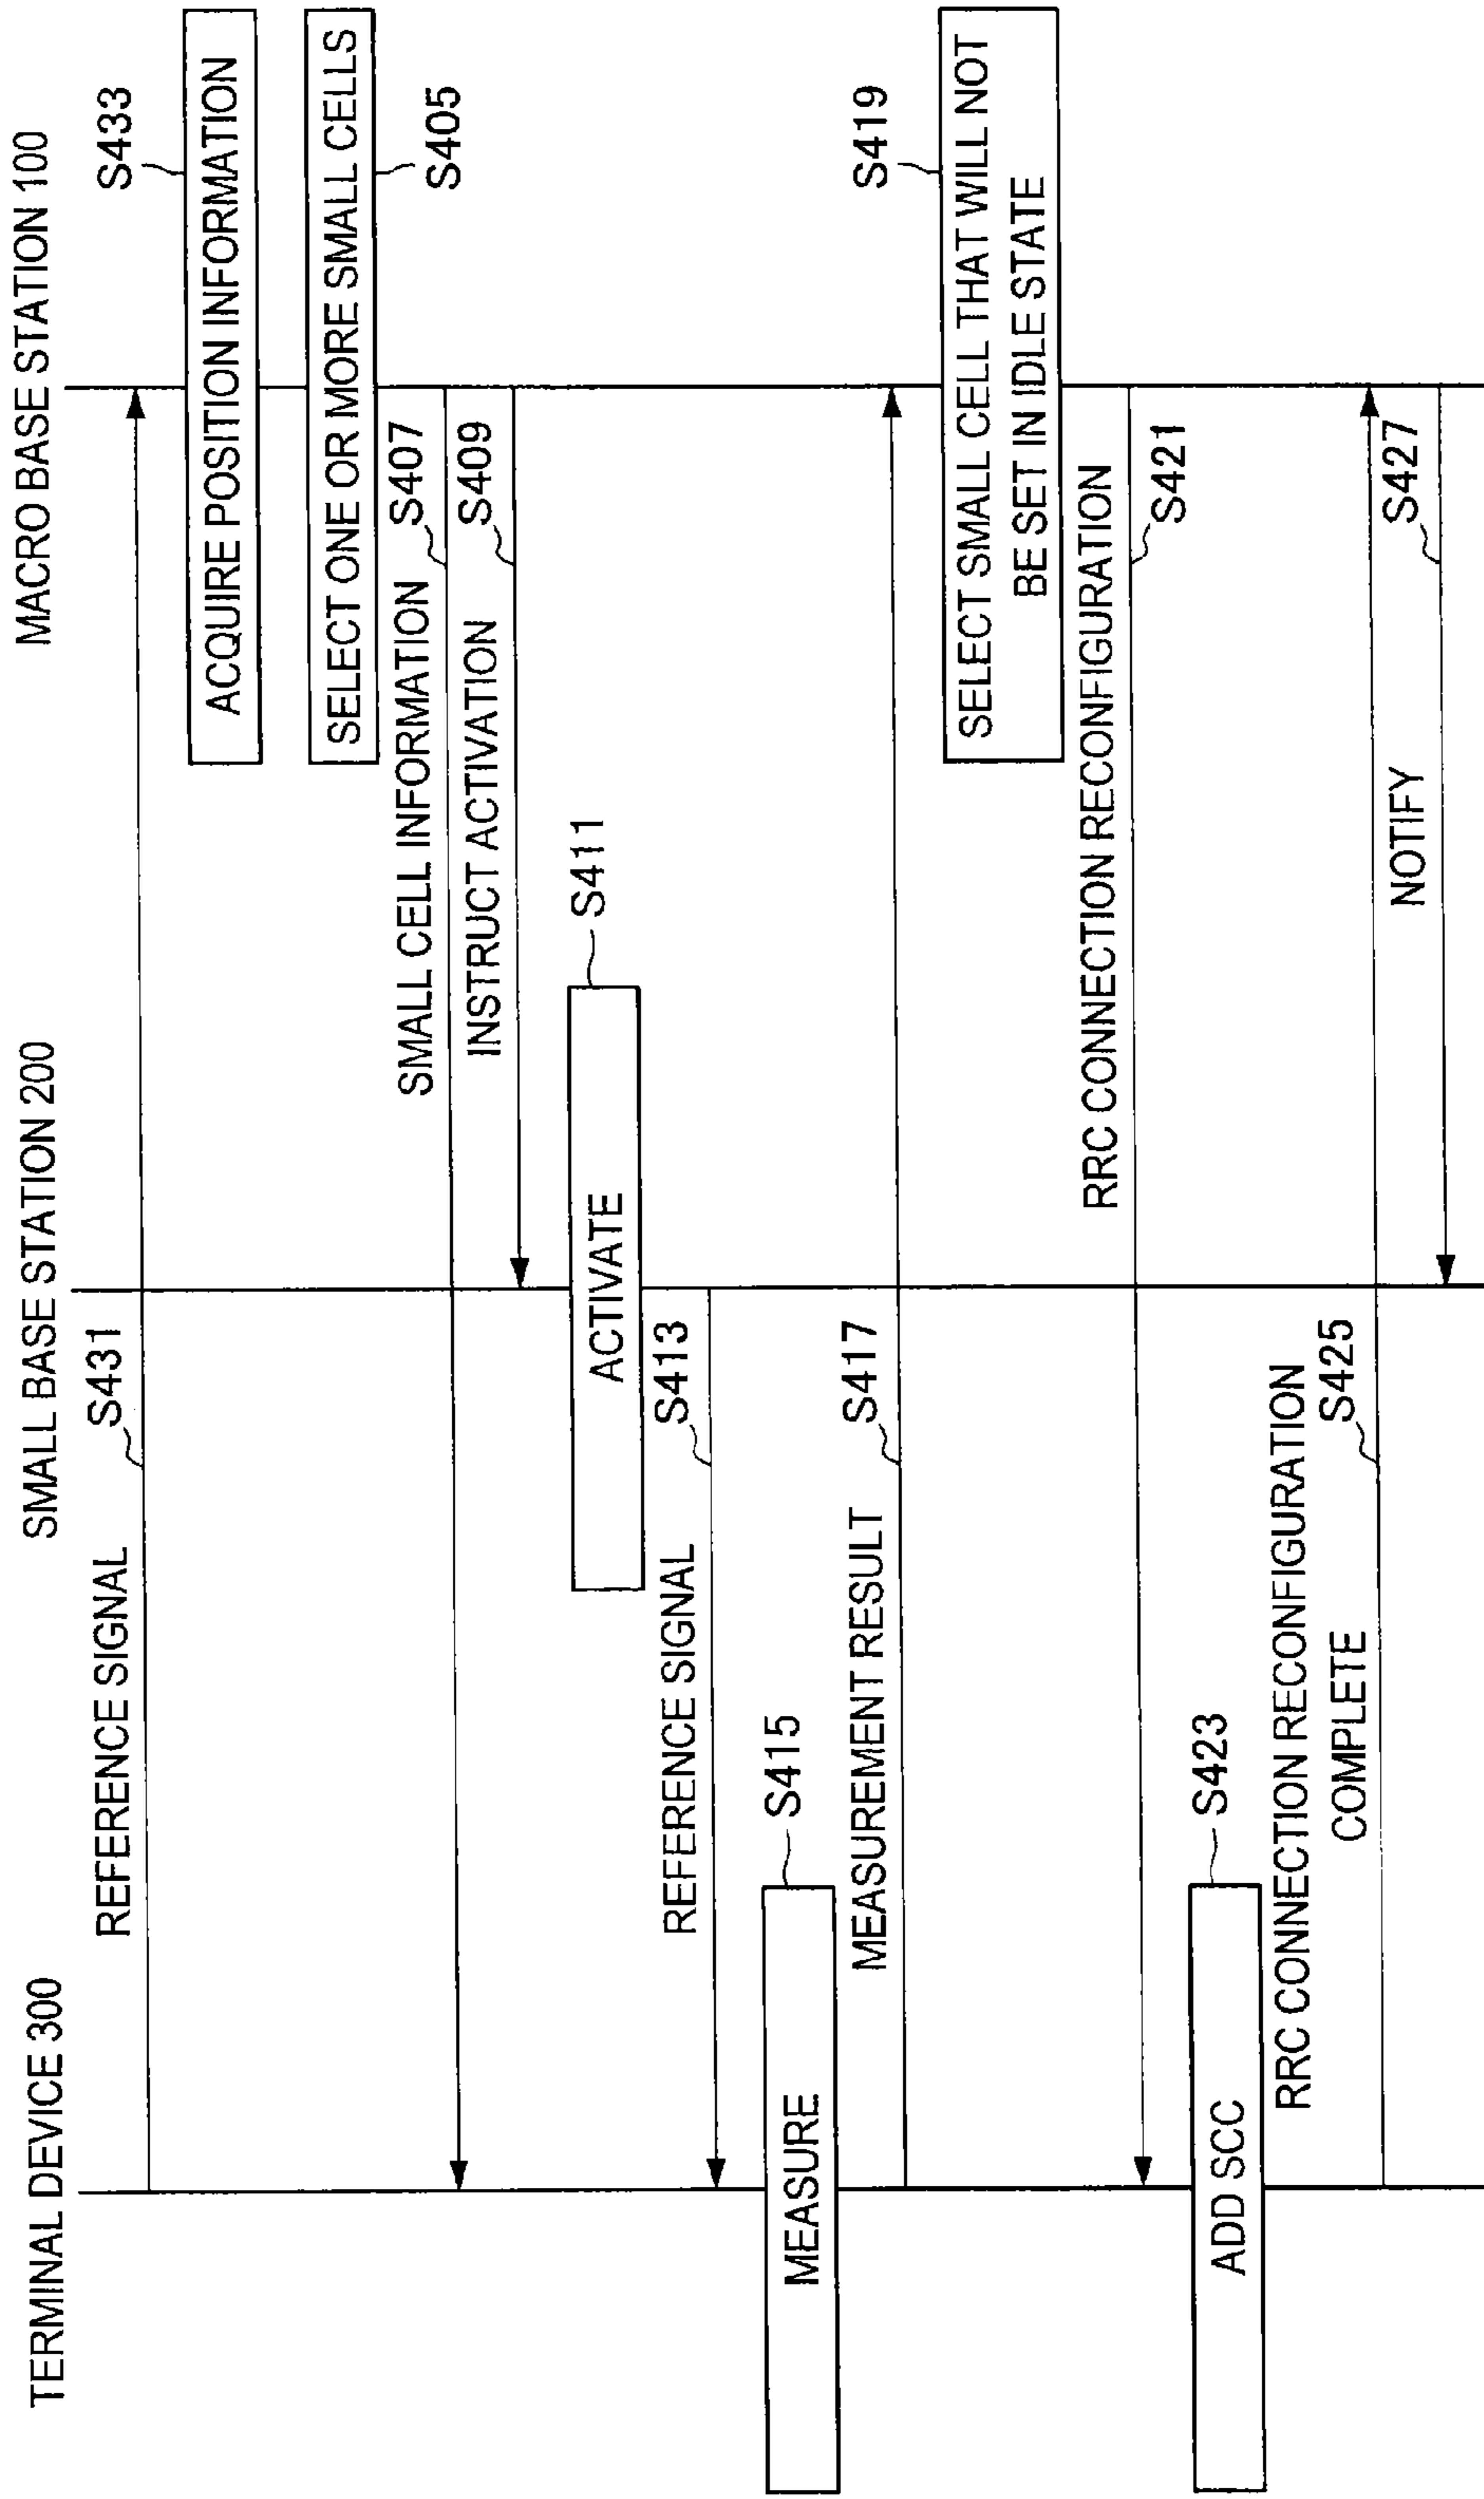 TERMINAL DEVICE 300
SMALL BASE STATION 200
MACRO BASE STATION 100
REFERENCE SIGNAL
S431
S433
ACQUIRE POSITION INFORMATION
SELECT ONE OR MORE SMALL CELLS
S405
SMALL CELL INFORMATION
S407
INSTRUCT ACTIVATION
S409
ACTIVATE
S411
REFERENCE SIGNAL
S413
MEASURE
S415
MEASUREMENT RESULT
S417
S419
SELECT SMALL CELL THAT WILL NOT
BE SET IN IDLE STATE
RRC CONNECTION RECONFIGURATION
S421
ADD SCC
S423
RRC CONNECTION RECONFIGURATION
COMPLETE
S425
NOTIFY
S427